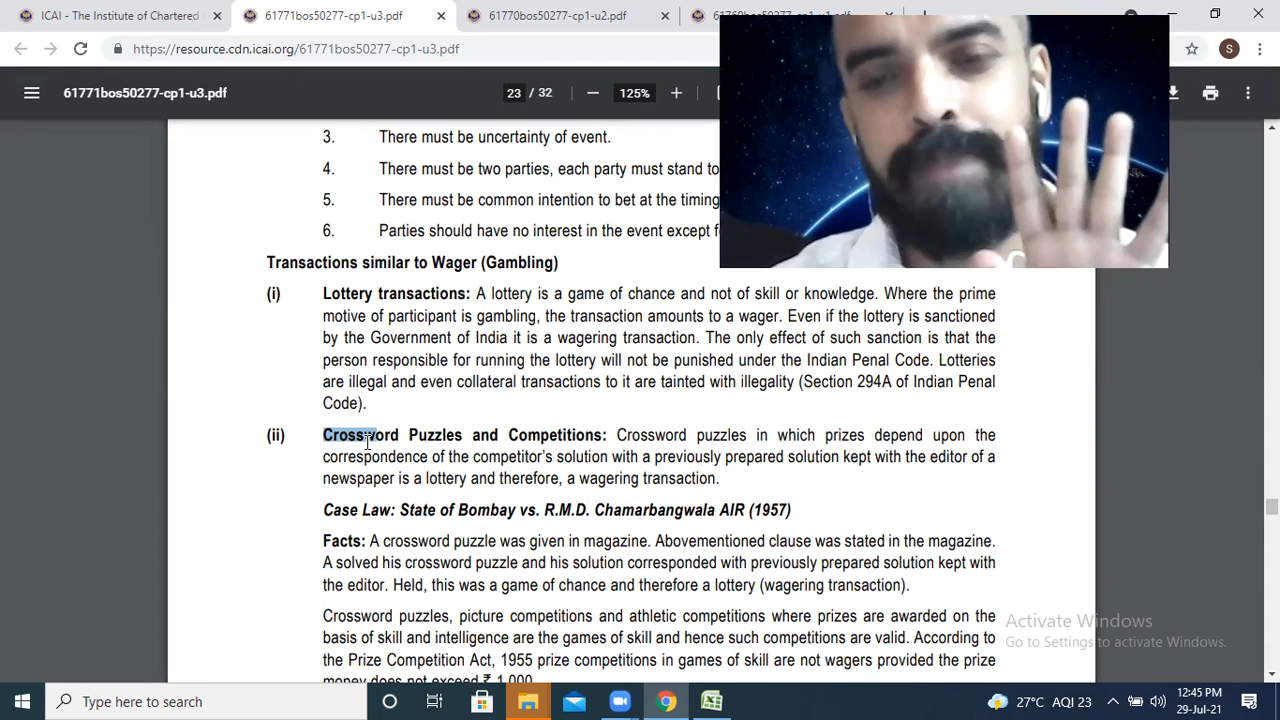 ICAI - The Institute of Chartered
61771bos50277-cp1-u3.pdf
61770bos50277-cp1-u2.pdf
https://resource.cdn.icai.org/61771bos50277-cp1-u3.pdf
S
61771bos50277-cp1-u3.pdf
23 / 32
125%
3. There must be uncertainty of event.
4. There must be two parties, each party must stand to
5. There must be common intention to bet at the timing
6. Parties should have no interest in the event except
Transactions similar to Wager (Gambling)
(i) Lottery transactions: A lottery is a game of chance and not of skill or knowledge. Where the prime
motive of participant is gambling, the transaction amounts to a wager. Even if the lottery is sanctioned
by the Government of India it is a wagering transaction. The only effect of such sanction is that the
person responsible for running the lottery will not be punished under the Indian Penal Code. Lotteries
are illegal and even collateral transactions to it are tainted with illegality (Section 294A of Indian Penal
Code).
(ii) Crossword Puzzles and Competitions: Crossword puzzles in which prizes depend upon the
correspondence of the competitor's solution with a previously prepared solution kept with the editor of a
newspaper is a lottery and therefore, a wagering transaction.
Case Law: State of Bombay vs. R.M.D. Chamarbangwala AIR (1957)
Facts: A crossword puzzle was given in magazine. Abovementioned clause was stated in the magazine.
A solved his crossword puzzle and his solution corresponded with previously prepared solution kept with
the editor. Held, this was a game of chance and therefore a lottery (wagering transaction).
Crossword puzzles, picture competitions and athletic competitions where prizes are awarded on the
basis of skill and intelligence are the games of skill and hence such competitions are valid. According to
the Prize Competition Act, 1955 prize competitions in games of skill are not wagers provided the prize
money does not exceed ₹ 1,000.
Activate Windows
Go to Settings to activate Windows.
Type here to search
27°C AQI 23
12:45 PM
29-Jul-21